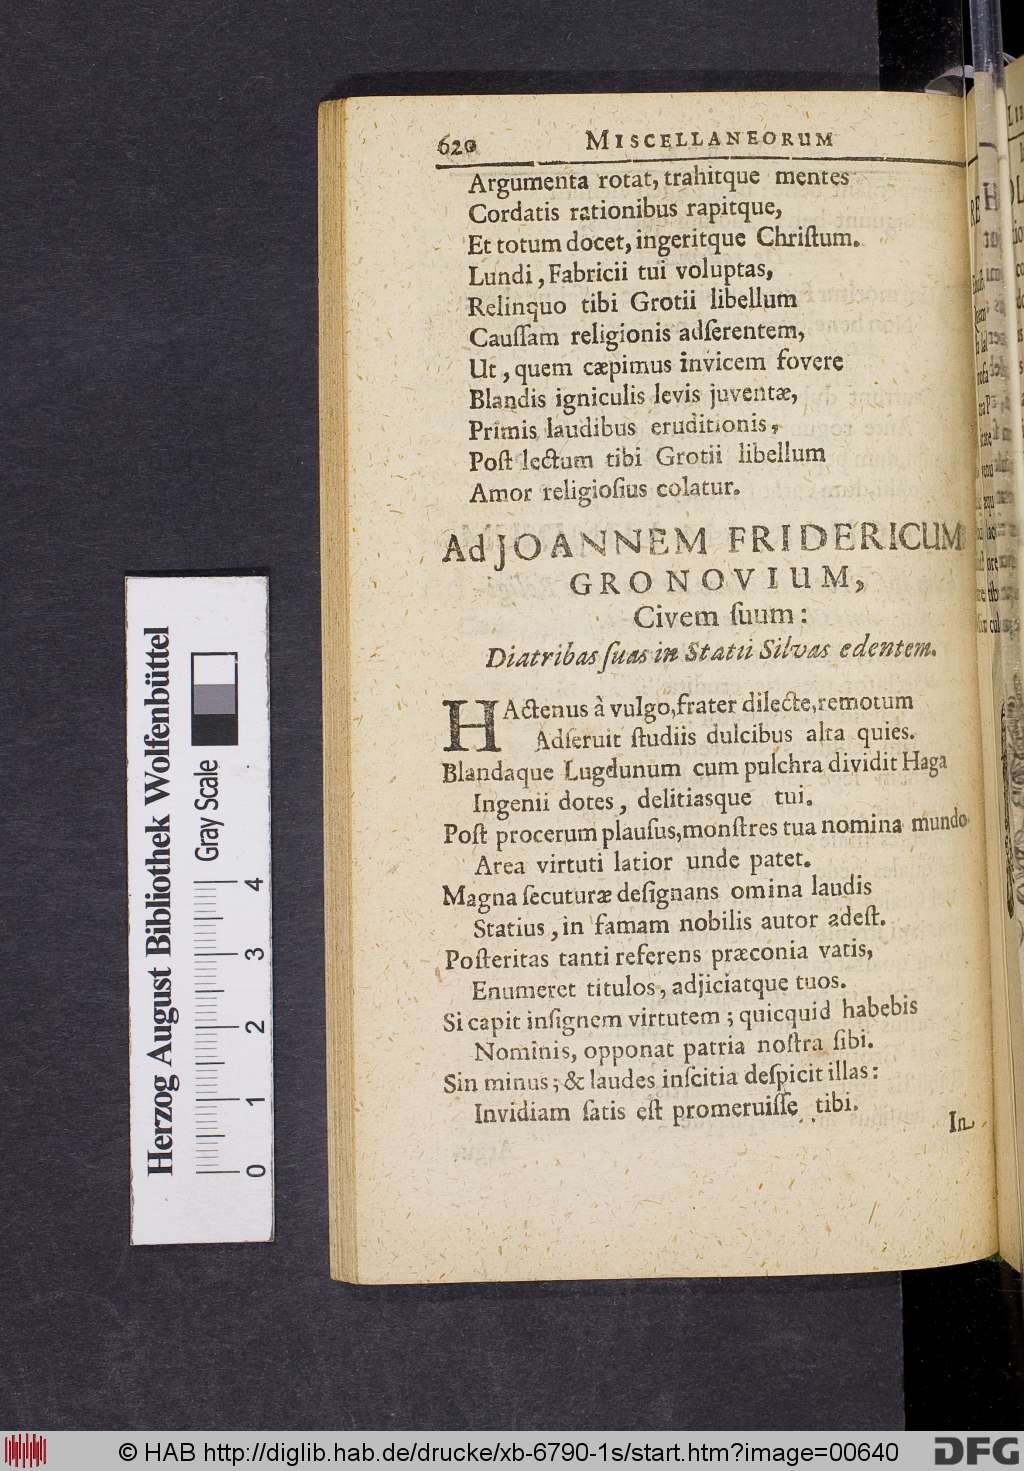 620 MISCELLANEORUM
Argumenta rotat, trahitque mentes
Cordatis rationibus rapitque,
Et totum docet, ingeritque Chriſtum.
Lundi, Fabricii tui voluptas,
Relinquo tibi Grotii libellum
Cauſſam religionis adſerentem,
Ut, quem cæpimus invicem fovere
Blandis igniculis levis juventæ,
Primis laudibus eruditionis,
Poſt lectum tibi Grotii libellum
Amor religioſius colatur.
Ad JOANNEM FRIDERICUM
GRONOVIUM,
Civem ſuum:
Diatribas ſuas in Statii Silvas edentem.
HActenus à vulgo, frater dilecte, remotum
Adſeruit ſtudiis dulcibus alta quies.
Blandaque Lugdunum cum pulchra dividit Haga
Ingenii dotes, delitiasque tui.
Poſt procerum plauſus, monſtres tua nomina mundo
Area virtuti latior unde patet.
Magna ſecuturæ deſignans omina laudis
Statius, in famam nobilis autor adeſt.
Poſteritas tanti referens præconia vatis,
Enumeret titulos, adjiciatque tuos.
Si capit inſignem virtutem; quicquid habebis
Nominis, opponat patria noſtra ſibi.
Sin minus; & laudes inſcitia deſpicit illas:
Invidiam ſatis eſt promeruiſſe tibi.
In
Herzog August Bibliothek Wolfenbüttel
Gray Scale
0 1 2 3 4
© HAB http://diglib.hab.de/drucke/xb-6790-1s/start.htm?image=00640
DFG